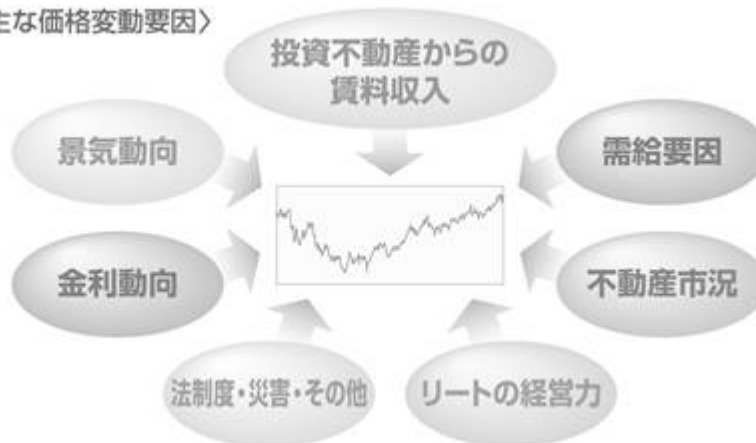 主な価格変動要因〉
投資不動産からの
賃料収入
景気動向
需給要因
金利動向
不動産市況
法制度・災害・その他
リートの経営力